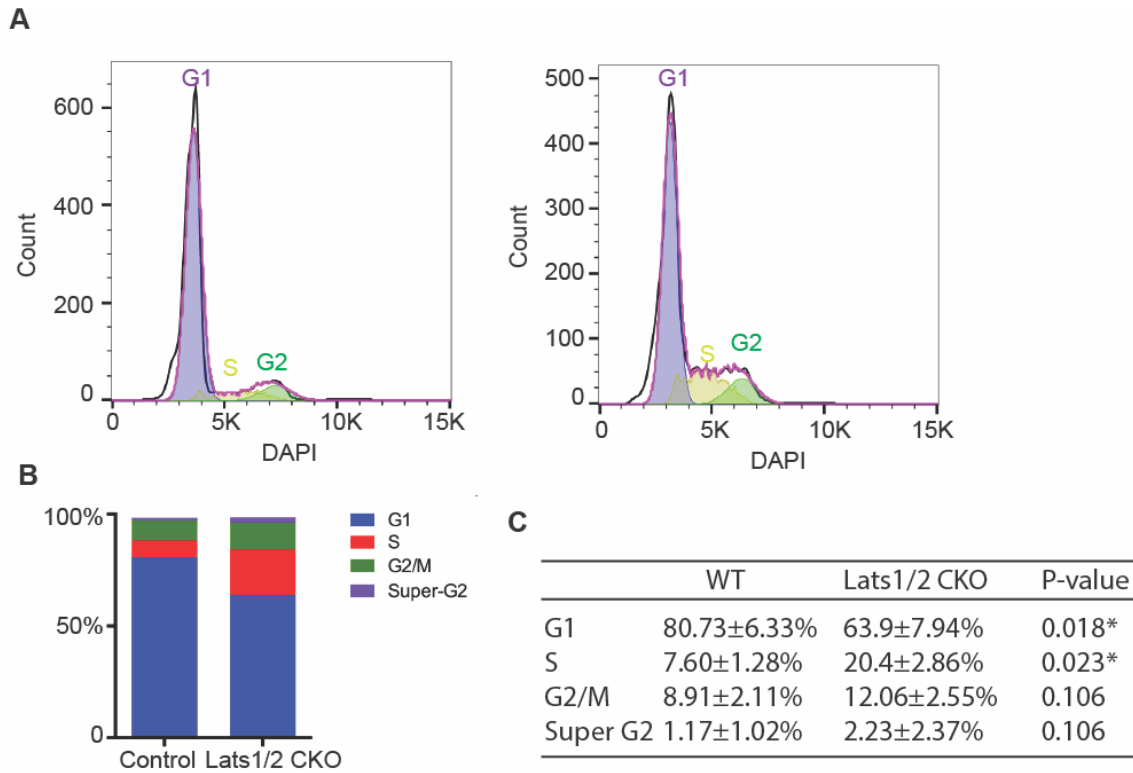 A
G1
600
400
200
0
Count
S
G2
0
5K
10K
15K
DAPI
G1
500
400
300
200
100
0
Count
S
G2
0
5K
10K
15K
DAPI
B
100%
50%
0
Control Lats1/2 CKO
G1
S
G2/M
Super-G2
C
WT Lats1/2 CKO P-value
G1 80.73±6.33% 63.9±7.94% 0.018*
S 7.60±1.28% 20.4±2.86% 0.023*
G2/M 8.91±2.11% 12.06±2.55% 0.106
Super G2 1.17±1.02% 2.23±2.37% 0.106